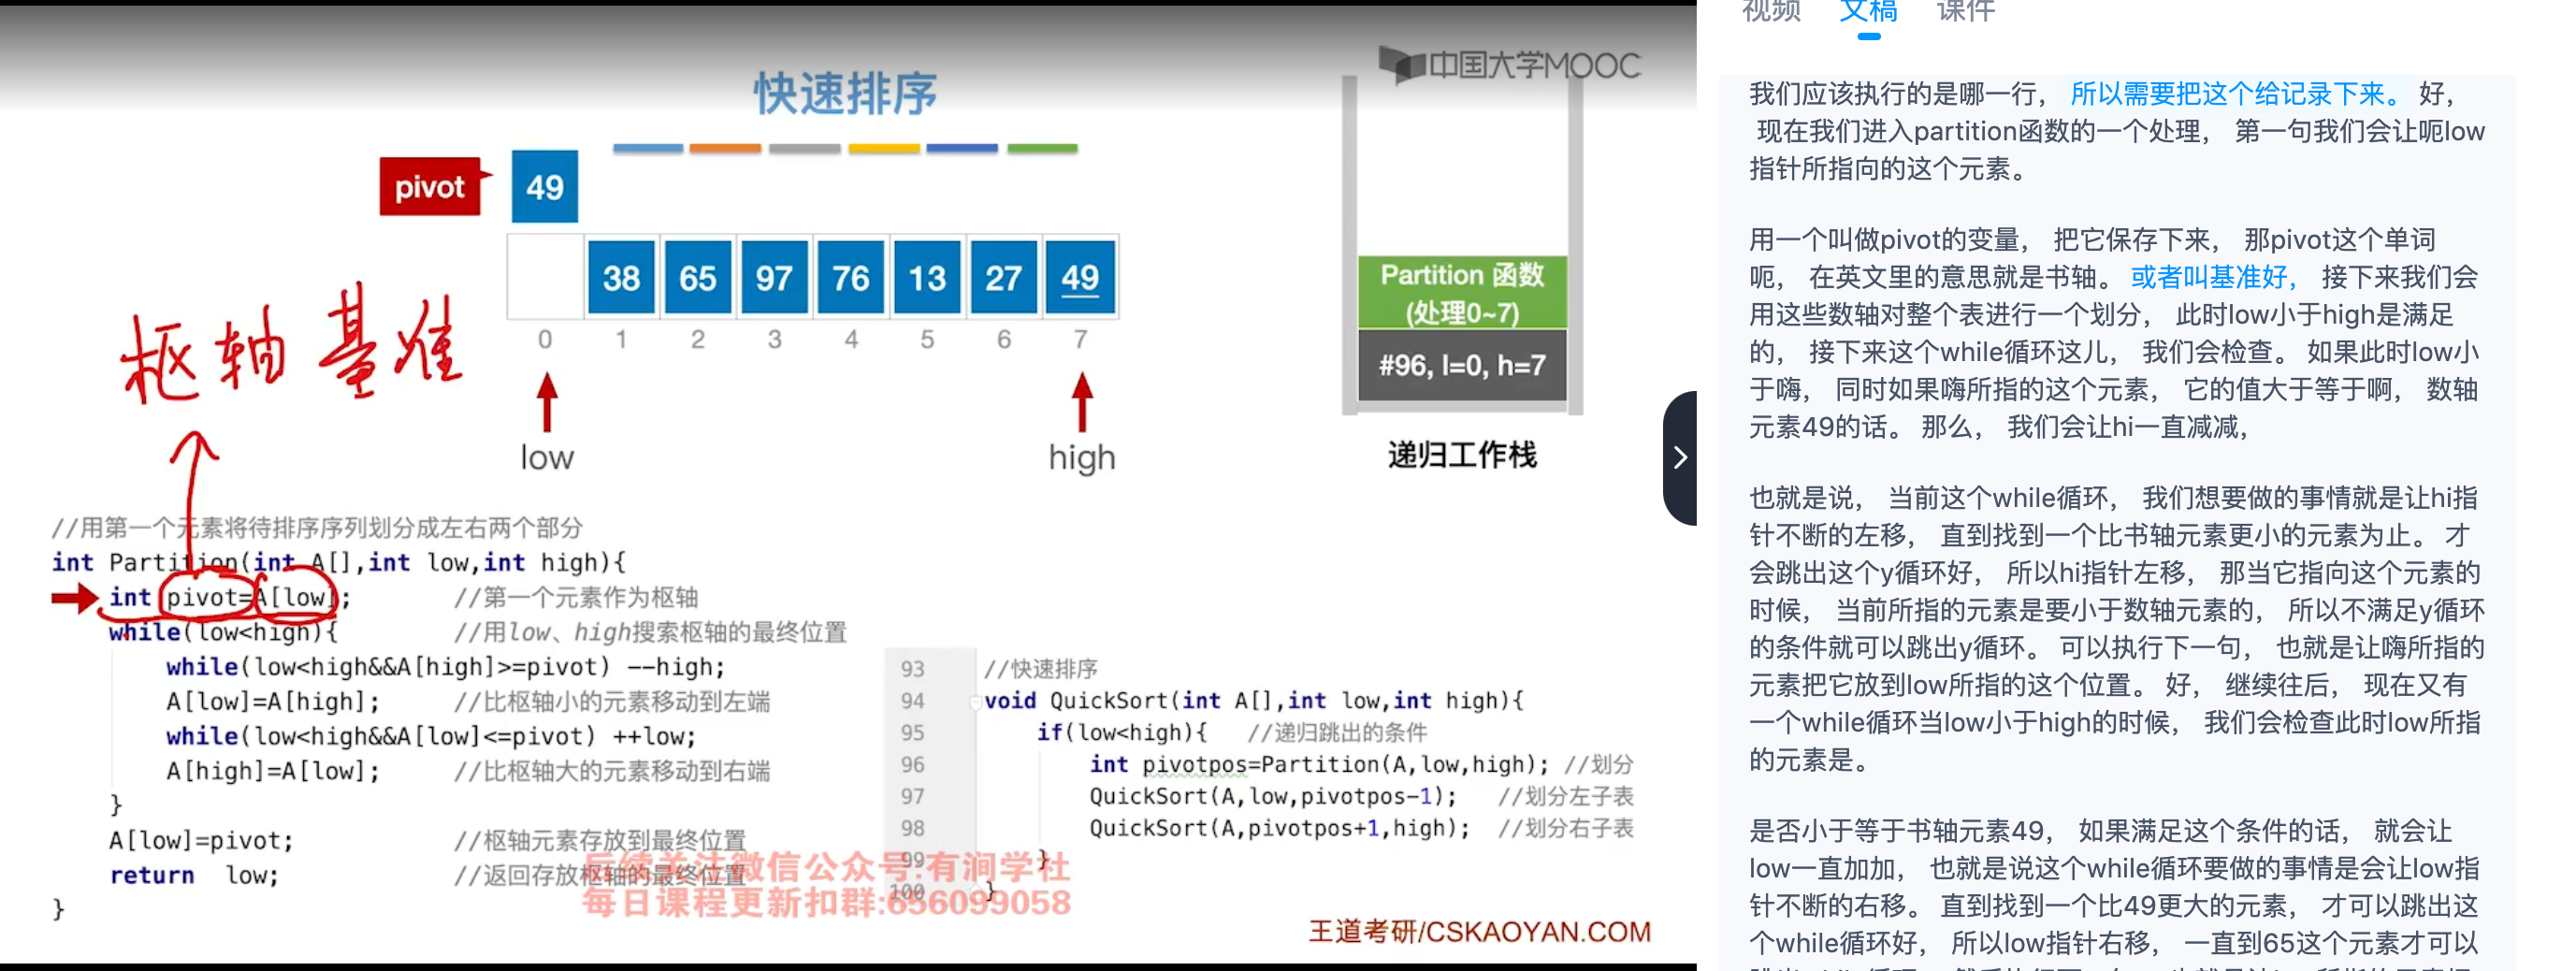 中国大学MOOC
快速排序
pivot
49
38 65 97 76 13 27 49
0 1 2 3 4 5 6 7
low
high
枢轴 基准
Partition 函数
(处理0~7)
#96, l=0, h=7
递归工作栈
//用第一个元素将待排序序列划分成左右两个部分
int Partition(int A[],int low,int high){
int pivot=A[low]; //第一个元素作为枢轴
while(low<high){ //用low、high搜索枢轴的最终位置
while(low<high&&A[high]>=pivot) --high;
A[low]=A[high]; //比枢轴小的元素移动到左端
while(low<high&&A[low]<=pivot) ++low;
A[high]=A[low]; //比枢轴大的元素移动到右端
}
A[low]=pivot; //枢轴元素存放到最终位置
return low; //返回存放枢轴的最终位置
}
93 //快速排序
94 void QuickSort(int A[],int low,int high){
95 if(low<high){ //递归跳出的条件
96 int pivotpos=Partition(A,low,high); //划分
97 QuickSort(A,low,pivotpos-1); //划分左子表
98 QuickSort(A,pivotpos+1,high); //划分右子表
99 }
100 }
后续关注微信公众号:有涧学社
每日课程更新扣群:656099058
王道考研/CSKAOYAN.COM
视频 文稿 课件
我们应该执行的是哪一行， 所以需要把这个给记录下来。 好，
现在我们进入partition函数的一个处理， 第一句我们会让呃low
指针所指向的这个元素。
用一个叫做pivot的变量， 把它保存下来， 那pivot这个单词
呃， 在英文里的意思就是书轴。 或者叫基准好， 接下来我们会
用这些数轴对整个表进行一个划分， 此时low小于high是满足
的， 接下来这个while循环这儿， 我们会检查。 如果此时low小
于嗨， 同时如果嗨所指的这个元素， 它的值大于等于啊， 数轴
元素49的话。 那么， 我们会让hi一直减减，
也就是说， 当前这个while循环， 我们想要做的事情就是让hi指
针不断的左移， 直到找到一个比书轴元素更小的元素为止。 才
会跳出这个y循环好， 所以hi指针左移， 那当它指向这个元素的
时候， 当前所指的元素是要小于数轴元素的， 所以不满足y循环
的条件就可以跳出y循环。 可以执行下一句， 也就是让嗨所指的
元素把它放到low所指的这个位置。 好， 继续往后， 现在又有
一个while循环当low小于high的时候， 我们会检查此时low所指
的元素是。
是否小于等于书轴元素49， 如果满足这个条件的话， 就会让
low一直加加， 也就是说这个while循环要做的事情是会让low指
针不断的右移。 直到找到一个比49更大的元素， 才可以跳出这
个while循环好， 所以low指针右移， 一直到65这个元素才可以